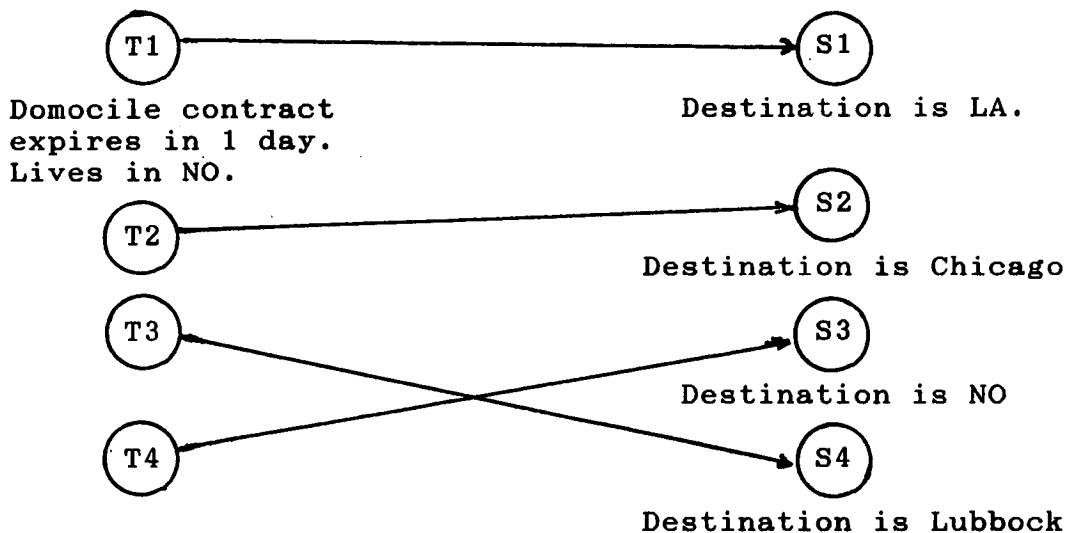 T1 S1
Domocile contract
expires in 1 day.
Lives in NO.
Destination is LA.
T2 S2
Destination is Chicago
T3 S3
Destination is NO
T4 S4
Destination is Lubbock